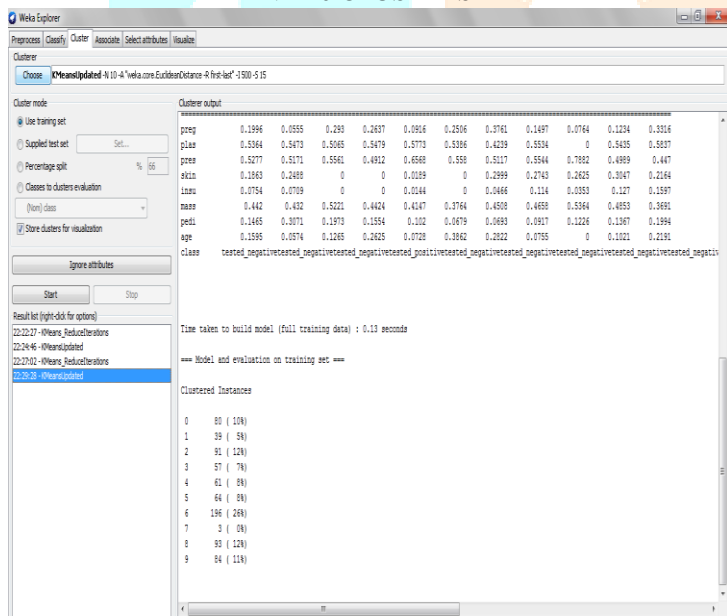 Weka Explorer
Preprocess Classify Cluster Associate Select attributes Visualize
Clusterer
Choose KMeansUpdated -N 10 -A "weka.core.EuclideanDistance -R first-last" -I 500 -S 15
Cluster mode
Use training set
Supplied test set Set...
Percentage split % 66
Classes to clusters evaluation
(Nom) class
Store clusters for visualization
Ignore attributes
Start Stop
Result list (right-click for options)
22:22:27 - KMeans_ReduceIterations
22:24:46 - KMeansUpdated
22:27:02 - KMeans_ReduceIterations
22:29:28 - KMeansUpdated
Clusterer output
preg 0.1996 0.0555 0.293 0.2637 0.0916 0.2506 0.3761 0.1497 0.0764 0.1234 0.3316
plas 0.5364 0.5473 0.5065 0.5479 0.5773 0.5386 0.4239 0.5534 0 0.5435 0.5837
pres 0.5277 0.5171 0.5561 0.4912 0.6568 0.558 0.5117 0.5544 0.7882 0.4989 0.447
skin 0.1863 0.2488 0 0 0.0189 0 0.2999 0.2743 0.2625 0.3047 0.2164
insu 0.0754 0.0709 0 0 0.0144 0 0.0466 0.114 0.0353 0.127 0.1597
mass 0.442 0.432 0.5221 0.4424 0.4147 0.3764 0.4508 0.4658 0.5364 0.4853 0.3691
pedi 0.1465 0.3071 0.1973 0.1554 0.102 0.0679 0.0693 0.0917 0.1226 0.1367 0.1994
age 0.1595 0.0574 0.1265 0.2625 0.0728 0.3862 0.2822 0.0755 0 0.1021 0.2191
class tested_negativetested_negativetested_negativetested_positivetested_negativetested_negativetested_negativetested_negativetested_negativetested_negative
Time taken to build model (full training data) : 0.13 seconds
=== Model and evaluation on training set ===
Clustered Instances
0 80 ( 10%)
1 39 ( 5%)
2 91 ( 12%)
3 57 ( 7%)
4 61 ( 8%)
5 64 ( 8%)
6 196 ( 26%)
7 3 ( 0%)
8 93 ( 12%)
9 84 ( 11%)